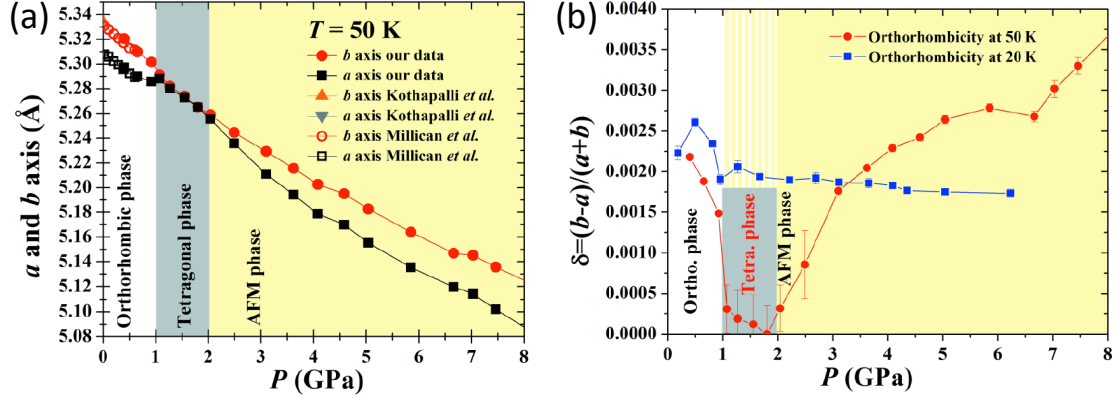 (a)
T = 50 K
b axis our data
a axis our data
b axis Kothapalli et al.
a axis Kothapalli et al.
b axis Millican et al.
a axis Millican et al.
Orthorhombic phase
Tetragonal phase
AFM phase
a and b axis (Å)
5.34
5.32
5.30
5.28
5.26
5.24
5.22
5.20
5.18
5.16
5.14
5.12
5.10
5.08
0 1 2 3 4 5 6 7 8
P (GPa)
(b)
Orthorhombicity at 50 K
Orthorhombicity at 20 K
Ortho. phase
Tetra. phase
AFM phase
δ=(b-a)/(a+b)
0.0040
0.0035
0.0030
0.0025
0.0020
0.0015
0.0010
0.0005
0.0000
0 1 2 3 4 5 6 7 8
P (GPa)